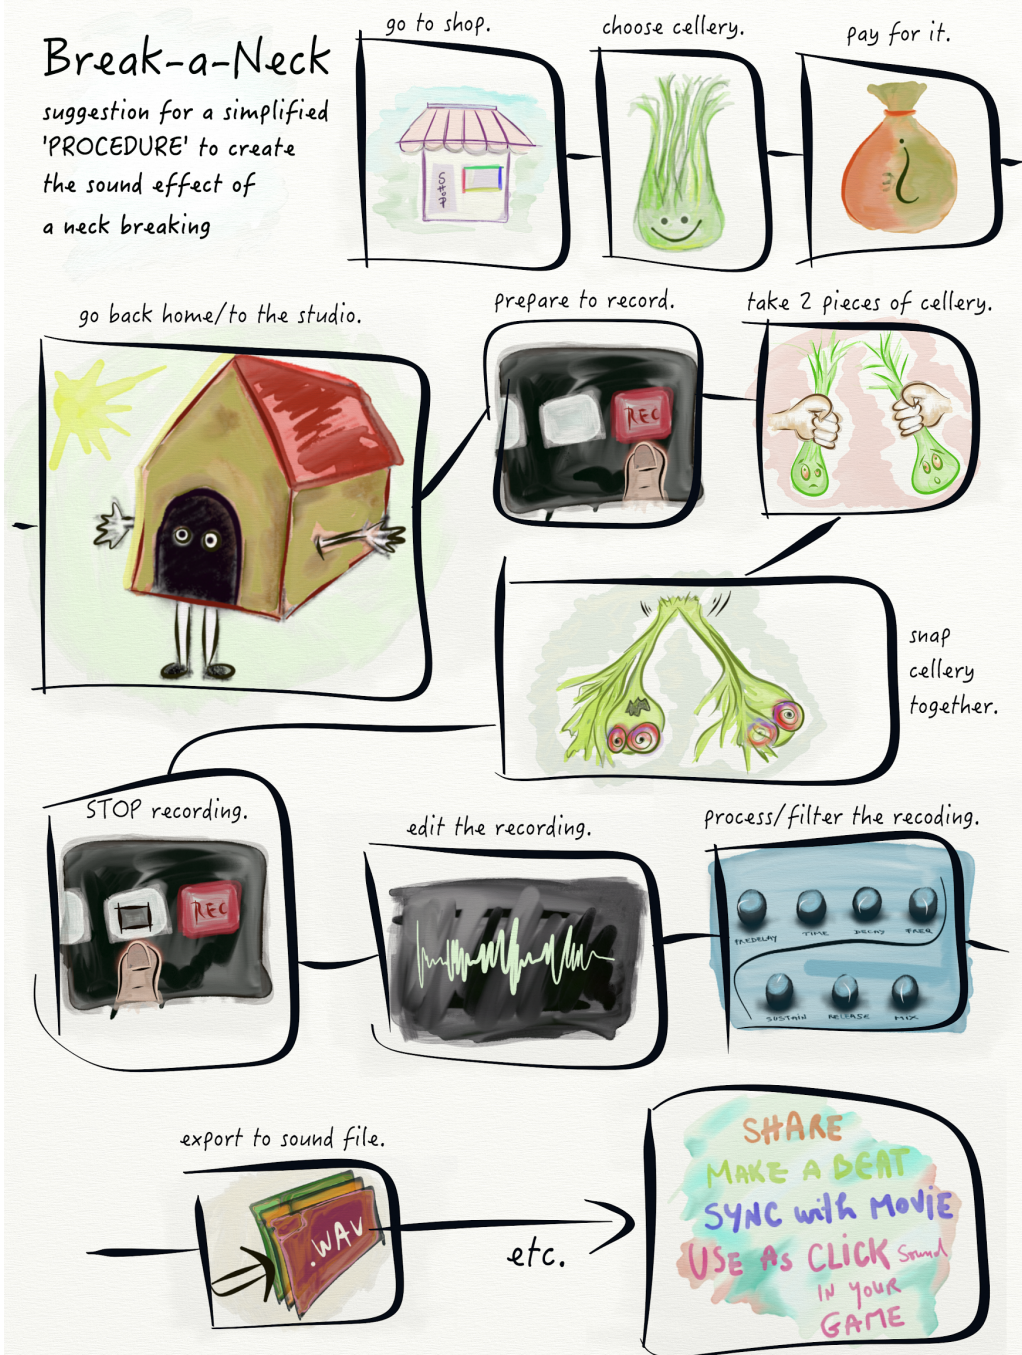 Break-a-Neck
suggestion for a simplified
'PROCEDURE' to create
the sound effect of
a neck breaking
go to shop.
SHOP
choose cellery.
pay for it.
go back home/to the studio.
prepare to record.
REC
take 2 pieces of cellery.
snap
cellery
together.
STOP recording.
REC
edit the recording.
process/filter the recoding.
PREDELAY TIME DECAY FREQ
SUSTAIN RELEASE MIX
export to sound file.
.WAV
etc.
SHARE
MAKE A BEAT
SYNC with MOVIE
USE AS CLICK Sound
IN YOUR
GAME